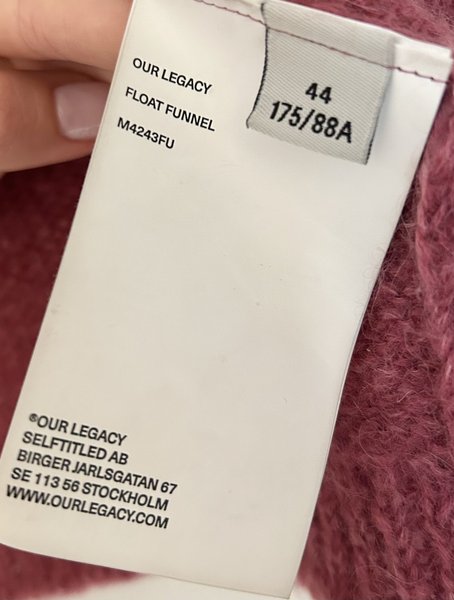 OUR LEGACY
FLOAT FUNNEL
M4243FU
44
175/88A
®OUR LEGACY
SELFTITLED AB
BIRGER JARLSGATAN 67
SE 113 56 STOCKHOLM
WWW.OURLEGACY.COM